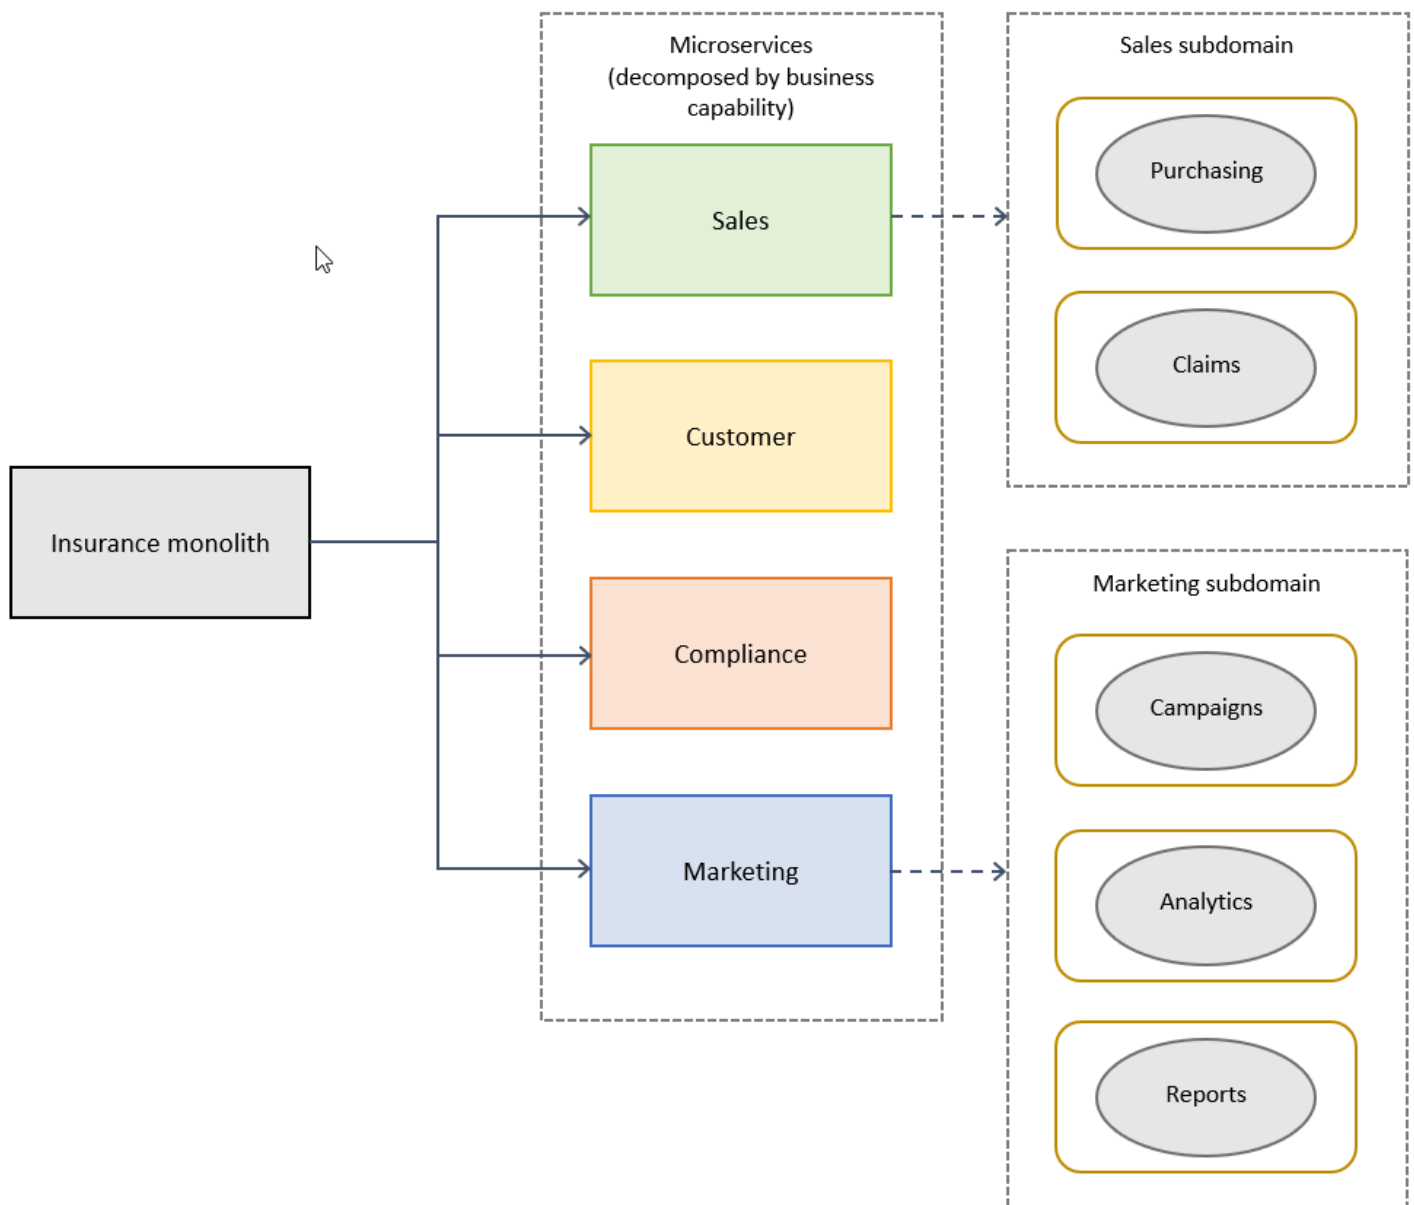 Insurance monolith
Microservices
(decomposed by business
capability)
Sales
Customer
Compliance
Marketing
Sales subdomain
Purchasing
Claims
Marketing subdomain
Campaigns
Analytics
Reports